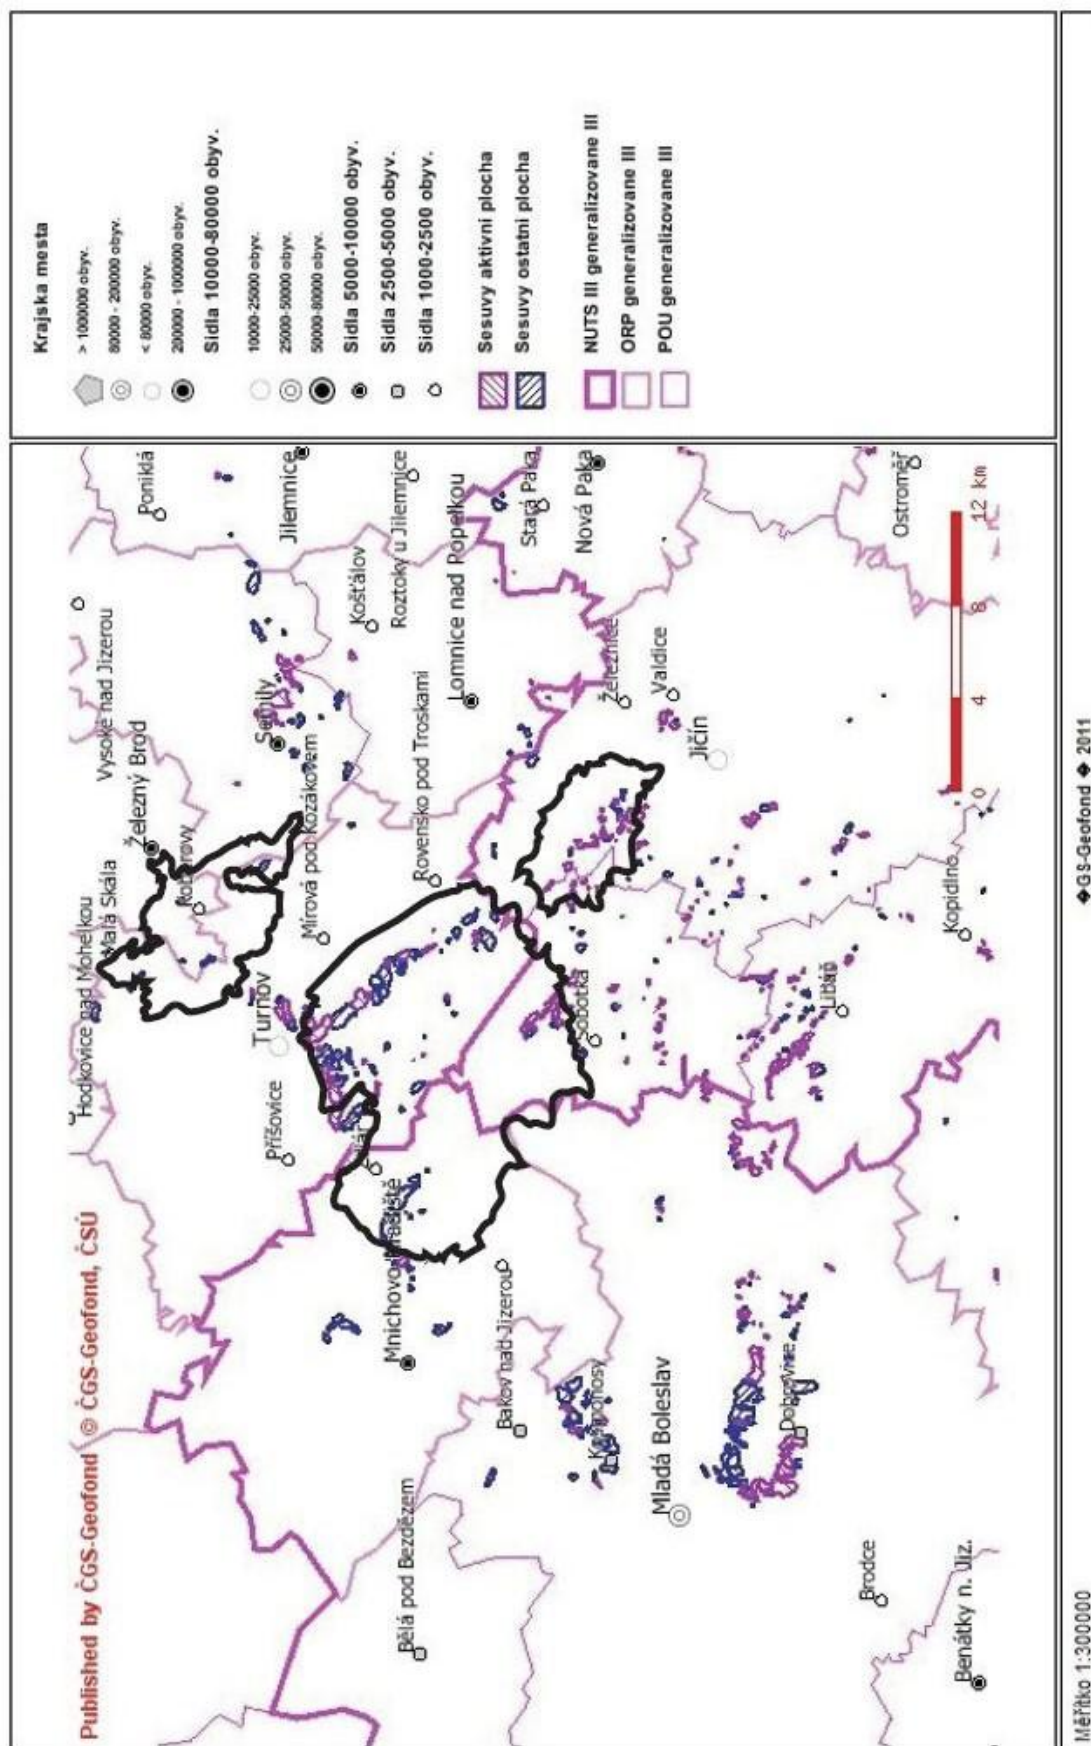 Published by ČGS-Geofond © ČGS-Geofond, ČSÚ
Hodkovice nad Mohelkou
Malá Skála
Železný Brod
Vysoké nad Jizerou
Poniklá
Příšovice
Turnov
Mírová pod Kozákovem
Semily
Jilemnice
Košťálov
Roztoky u Jilemnice
Mnichovo Hradiště
Rovensko pod Troskami
Lomnice nad Popelkou
Bělá pod Bezdězem
Bakov nad Jizerou
Stará Paka
Nová Paka
Kosmonosy
Sobotka
Železnice
Valdice
Mladá Boleslav
Jičín
Dobrovice
Libáň
Brodce
Kopidlno
Ostroměř
Benátky n. Jiz.
0 4 8 12 km
Krajska mesta
> 1000000 obyv.
80000 - 200000 obyv.
< 80000 obyv.
200000 - 1000000 obyv.
Sidla 10000-80000 obyv.
10000-25000 obyv.
25000-50000 obyv.
50000-80000 obyv.
Sidla 5000-10000 obyv.
Sidla 2500-5000 obyv.
Sidla 1000-2500 obyv.
Sesuvy aktivní plocha
Sesuvy ostatní plocha
NUTS III generalizovane III
ORP generalizovane III
POU generalizovane III
Měřítko 1:300000
�GS-Geofond � 2011